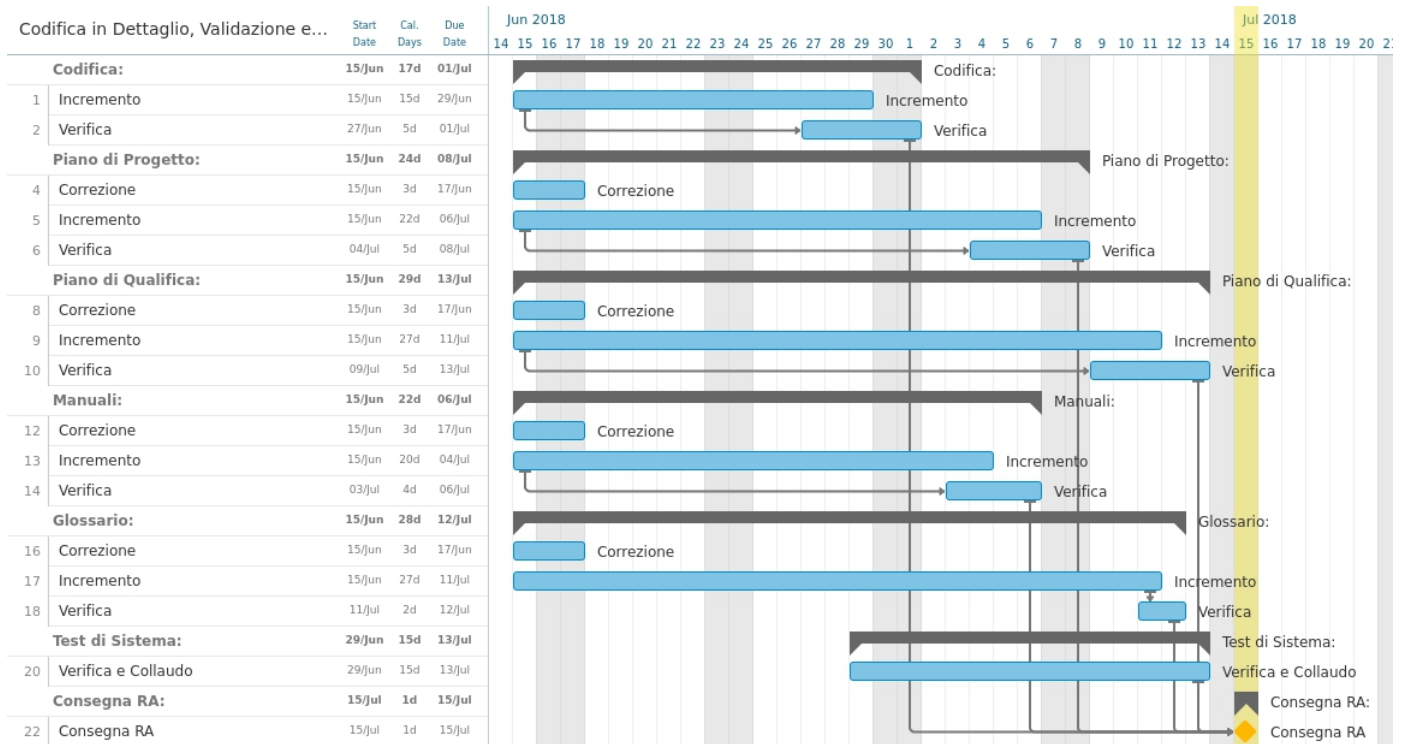 Codifica in Dettaglio, Validazione e... Start Date Cal. Days Due Date Jun 2018 Jul 2018
14 15 16 17 18 19 20 21 22 23 24 25 26 27 28 29 30 1 2 3 4 5 6 7 8 9 10 11 12 13 14 15 16 17 18 19 20
Codifica: 15/Jun 17d 01/Jul Codifica:
1 Incremento 15/Jun 15d 29/Jun Incremento
2 Verifica 27/Jun 5d 01/Jul Verifica
Piano di Progetto: 15/Jun 24d 08/Jul Piano di Progetto:
4 Correzione 15/Jun 3d 17/Jun Correzione
5 Incremento 15/Jun 22d 06/Jul Incremento
6 Verifica 04/Jul 5d 08/Jul Verifica
Piano di Qualifica: 15/Jun 29d 13/Jul Piano di Qualifica:
8 Correzione 15/Jun 3d 17/Jun Correzione
9 Incremento 15/Jun 27d 11/Jul Incremento
10 Verifica 09/Jul 5d 13/Jul Verifica
Manuali: 15/Jun 22d 06/Jul Manuali:
12 Correzione 15/Jun 3d 17/Jun Correzione
13 Incremento 15/Jun 20d 04/Jul Incremento
14 Verifica 03/Jul 4d 06/Jul Verifica
Glossario: 15/Jun 28d 12/Jul Glossario:
16 Correzione 15/Jun 3d 17/Jun Correzione
17 Incremento 15/Jun 27d 11/Jul Incremento
18 Verifica 11/Jul 2d 12/Jul Verifica
Test di Sistema: 29/Jun 15d 13/Jul Test di Sistema:
20 Verifica e Collaudo 29/Jun 15d 13/Jul Verifica e Collaudo
Consegna RA: 15/Jul 1d 15/Jul Consegna RA:
22 Consegna RA 15/Jul 1d 15/Jul Consegna RA